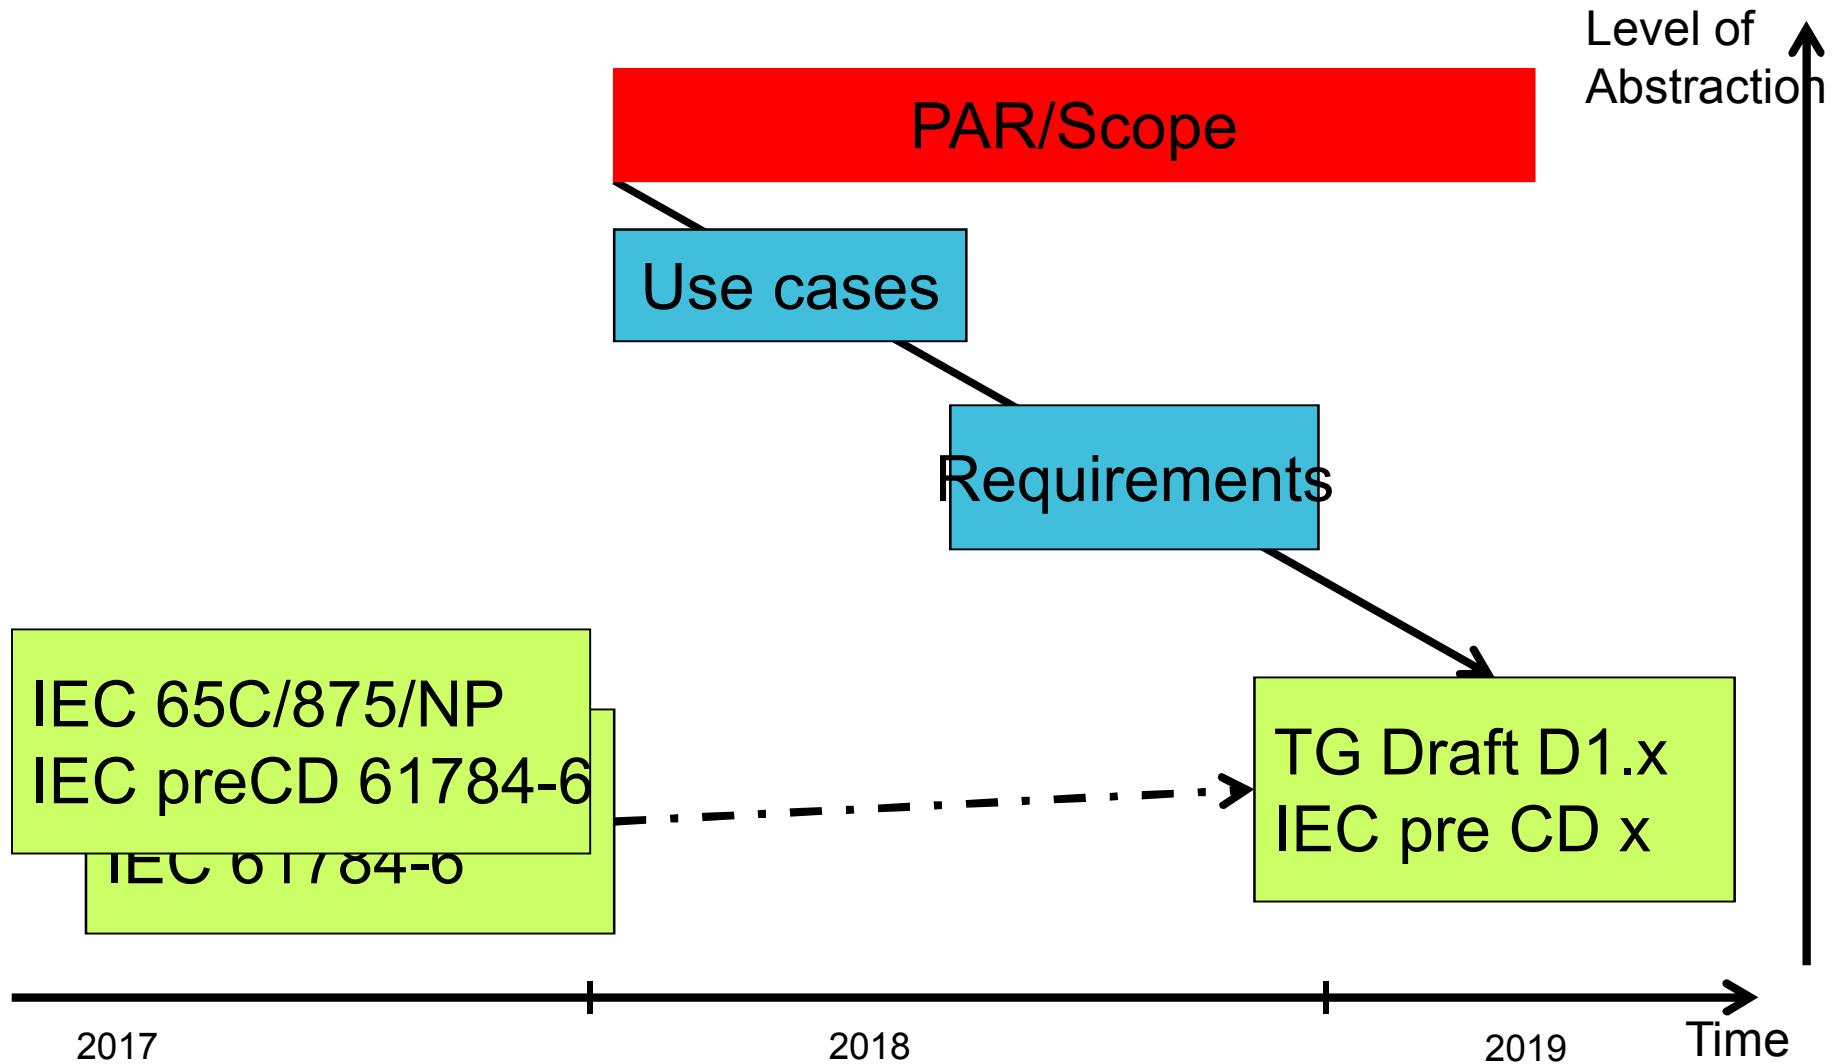 Level of
Abstraction
PAR/Scope
Use cases
Requirements
IEC 65C/875/NP
IEC preCD 61784-6
IEC 61784-6
TG Draft D1.x
IEC pre CD x
2017
2018
2019
Time